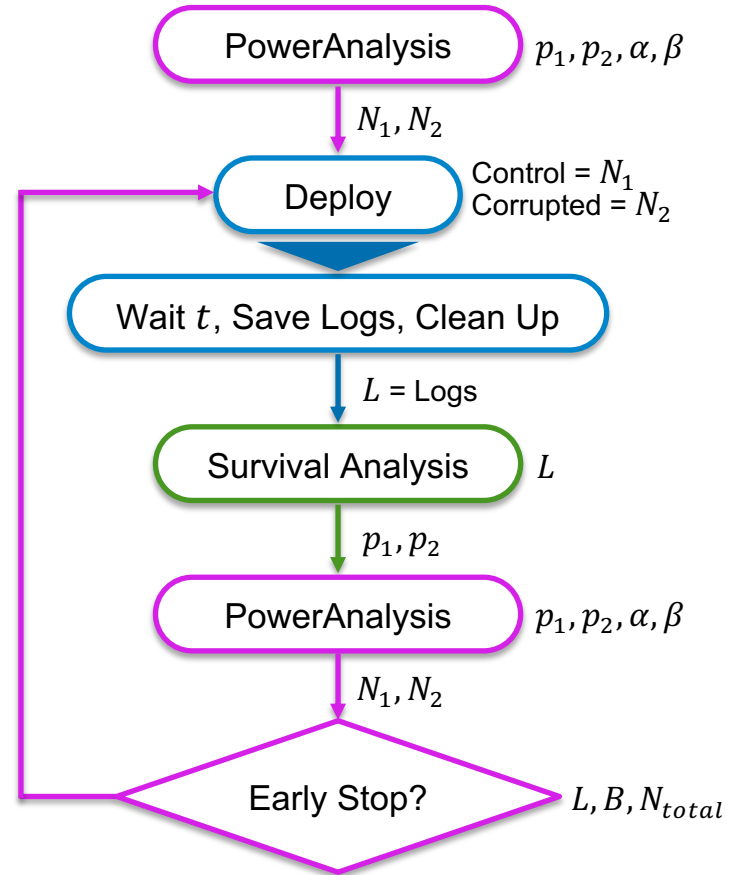 PowerAnalysis
p₁, p₂, α, β
N₁, N₂
Deploy
Control = N₁
Corrupted = N₂
Wait t, Save Logs, Clean Up
L = Logs
Survival Analysis
L
p₁, p₂
PowerAnalysis
p₁, p₂, α, β
N₁, N₂
Early Stop?
L, B, N_total